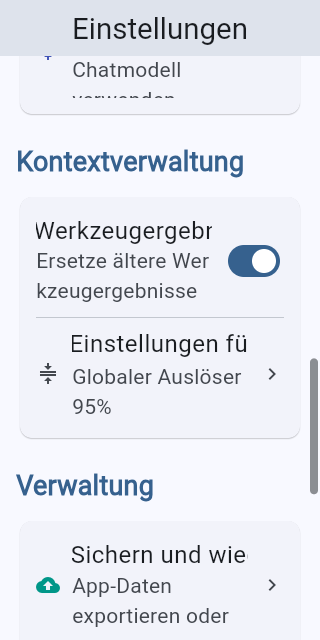 Einstellungen
Chatmodell
Kontextverwaltung
Werkzeugergebr
Ersetze ältere Wer
kzeugergebnisse
Einstellungen fü
Globaler Auslöser
95%
Verwaltung
Sichern und wie
App-Daten
exportieren oder